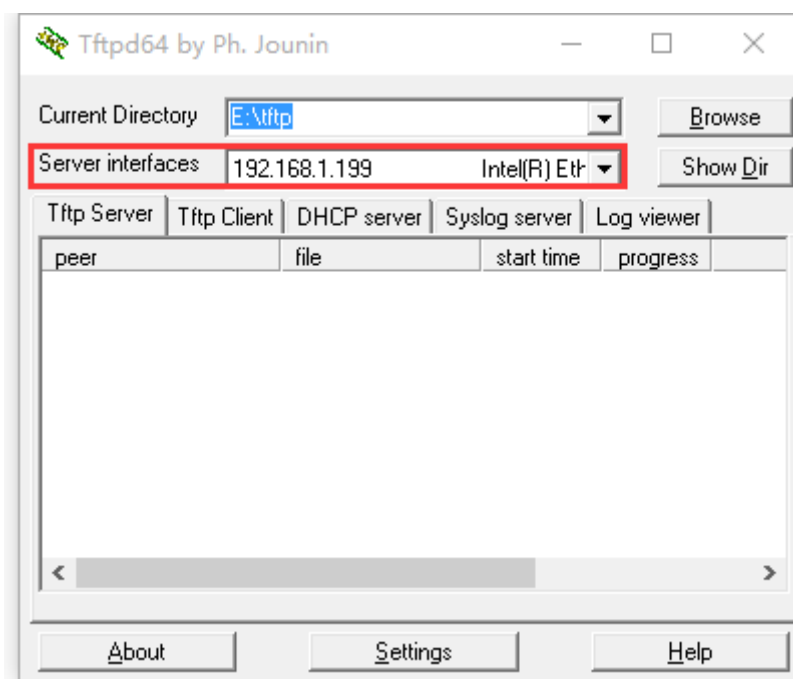 Tftpd64 by Ph. Jounin
Current Directory E:\tftp Browse
Server interfaces 192.168.1.199 Intel(R) Eth Show Dir
Tftp Server Tftp Client DHCP server Syslog server Log viewer
peer file start time progress
About Settings Help